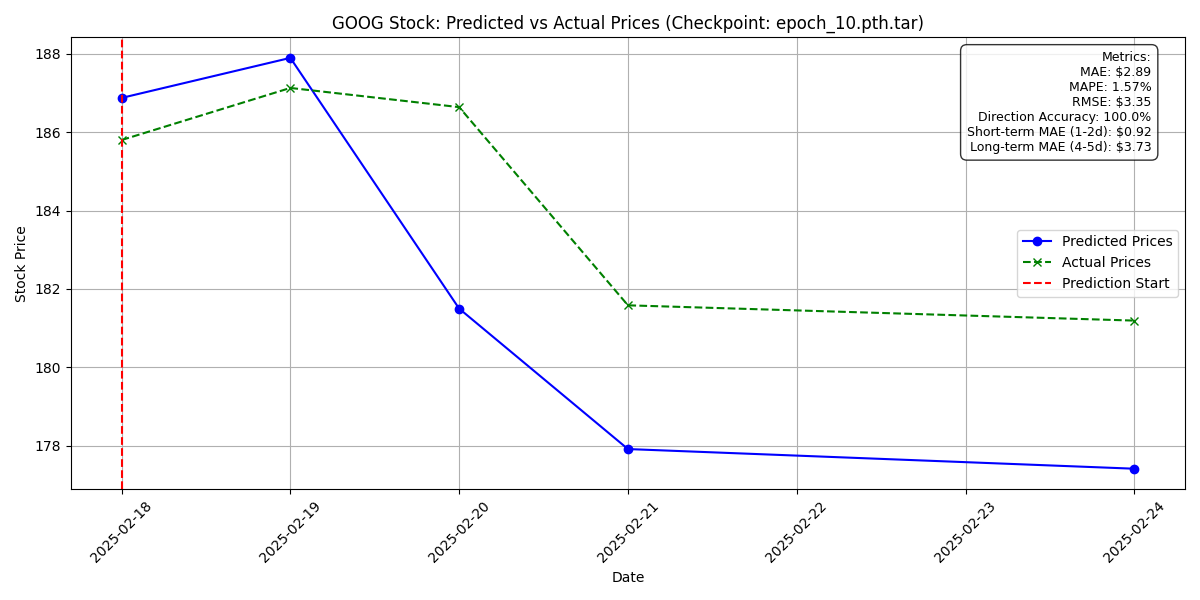 GOOG Stock: Predicted vs Actual Prices (Checkpoint: epoch_10.pth.tar)
Metrics:
MAE: $2.89
MAPE: 1.57%
RMSE: $3.35
Direction Accuracy: 100.0%
Short-term MAE (1-2d): $0.92
Long-term MAE (4-5d): $3.73
Predicted Prices
Actual Prices
Prediction Start
Stock Price
188
186
184
182
180
178
2025-02-18
2025-02-19
2025-02-20
2025-02-21
2025-02-22
2025-02-23
2025-02-24
Date